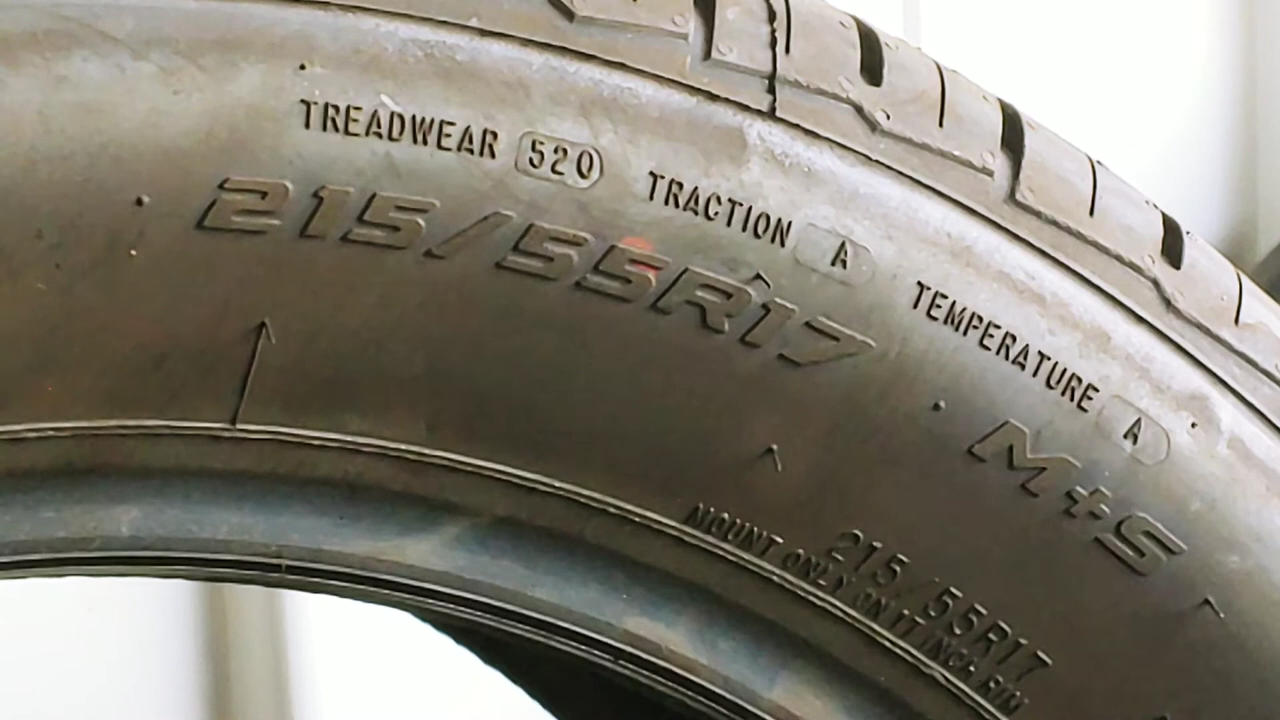 TREADWEAR 520 TRACTION A TEMPERATURE A
215/55R17 M+S
215/55R17
MOUNT ONLY ON 17 INCH RIM